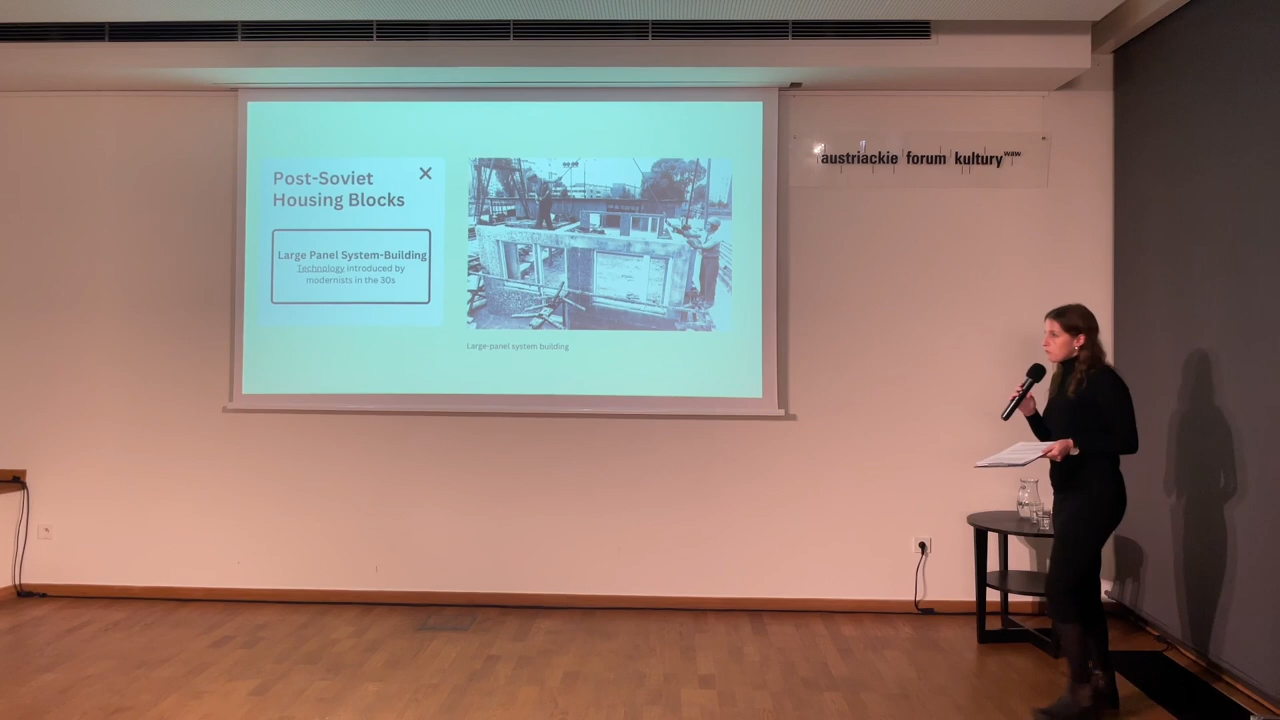 Post-Soviet
Housing Blocks
Large Panel System-Building
Technology introduced by
modernists in the 30s
Large-panel system building
austriackie forum kultury waw